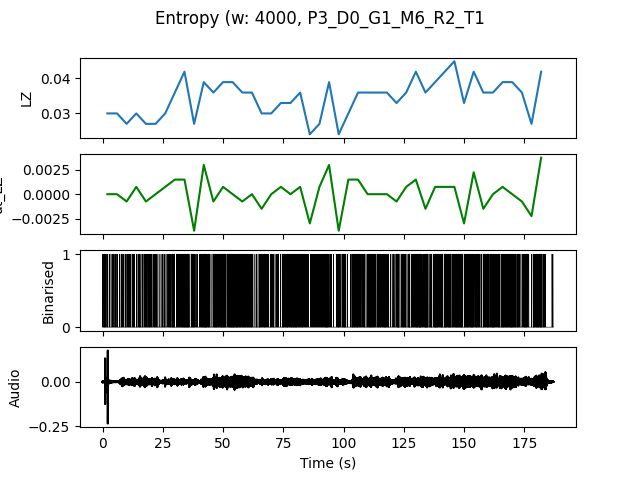 Entropy (w: 4000, P3_D0_G1_M6_R2_T1
0.04
0.03
LZ
0.0025
0.0000
−0.0025
1
0
Binarised
0.00
−0.25
Audio
0 25 50 75 100 125 150 175
Time (s)